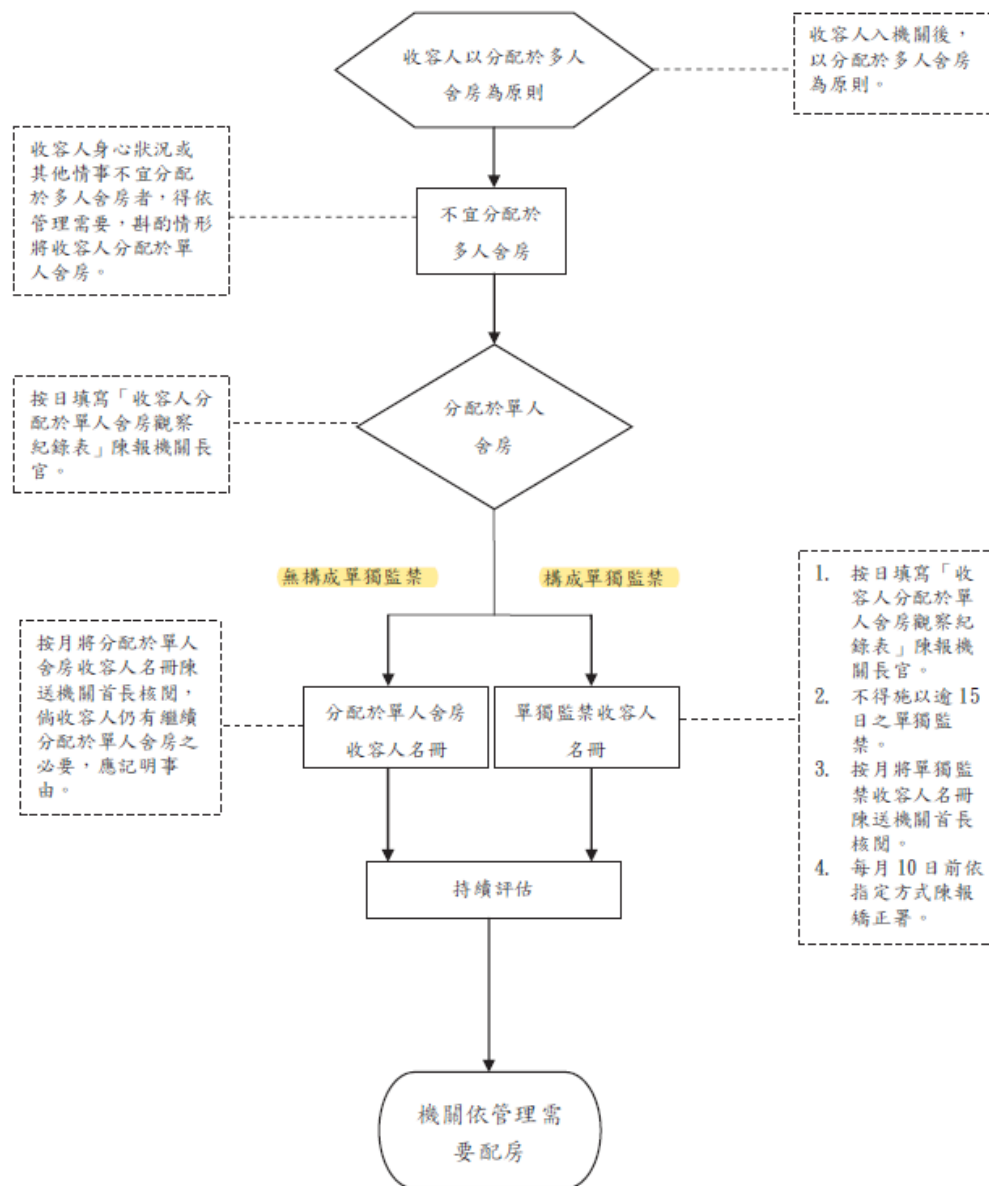 收容人以分配於多人
舍房為原則
收容人入機關後，
以分配於多人舍房
為原則。
收容人身心狀況或
其他情事不宜分配
於多人舍房者，得依
管理需要，斟酌情形
將收容人分配於單
人舍房。
不宜分配於
多人舍房
按日填寫「收容人分
配於單人舍房觀察
紀錄表」陳報機關長
官。
分配於單人
舍房
無構成單獨監禁
構成單獨監禁
按月將分配於單人
舍房收容人名冊陳
送機關首長核閱，
倘收容人仍有繼續
分配於單人舍房之
必要，應記明事
由。
分配於單人舍房
收容人名冊
單獨監禁收容人
名冊
1. 按日填寫「收
容人分配於單
人舍房觀察紀
錄表」陳報機
關長官。
2. 不得施以逾 15
日之單獨監
禁。
3. 按月將單獨監
禁收容人名冊
陳送機關首長
核閱。
4. 每月 10 日前依
指定方式陳報
矯正署。
持續評估
機關依管理需
要配房